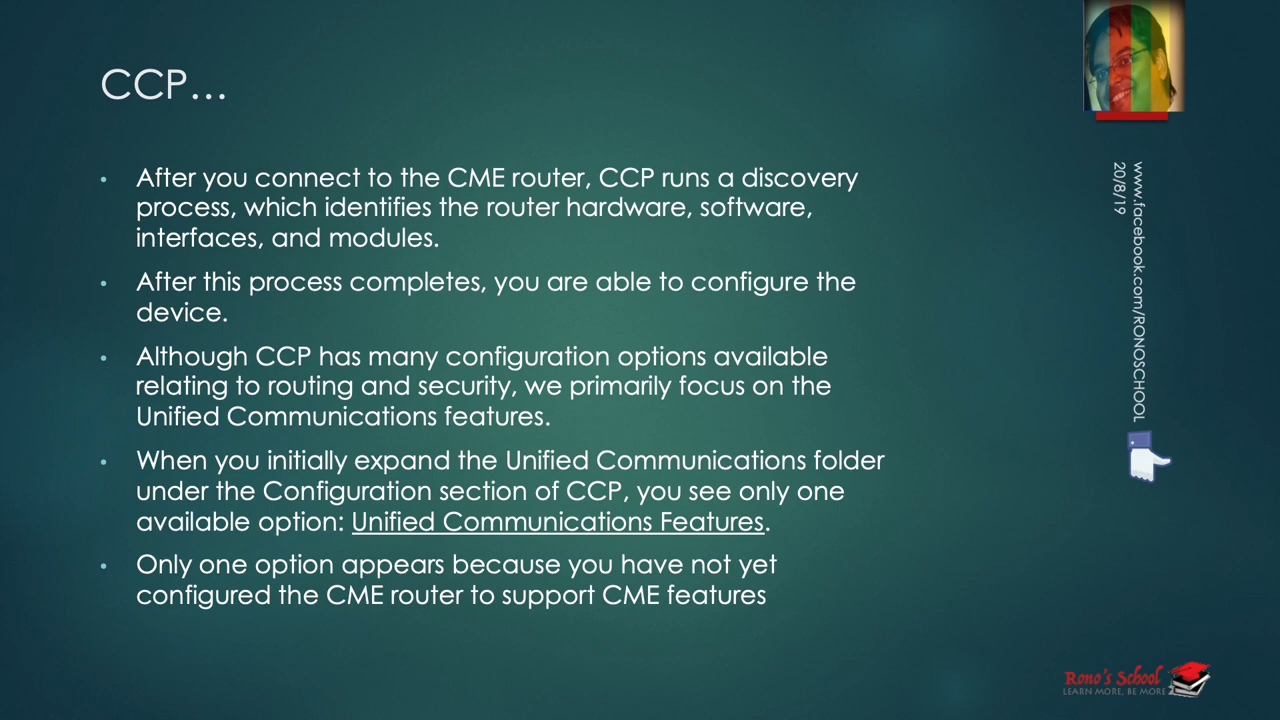 CCP…
• After you connect to the CME router, CCP runs a discovery
process, which identifies the router hardware, software,
interfaces, and modules.
• After this process completes, you are able to configure the
device.
• Although CCP has many configuration options available
relating to routing and security, we primarily focus on the
Unified Communications features.
• When you initially expand the Unified Communications folder
under the Configuration section of CCP, you see only one
available option: Unified Communications Features.
• Only one option appears because you have not yet
configured the CME router to support CME features
www.facebook.com/RONOSCHOOL
20/8/19
Rono's School
LEARN MORE, BE MORE